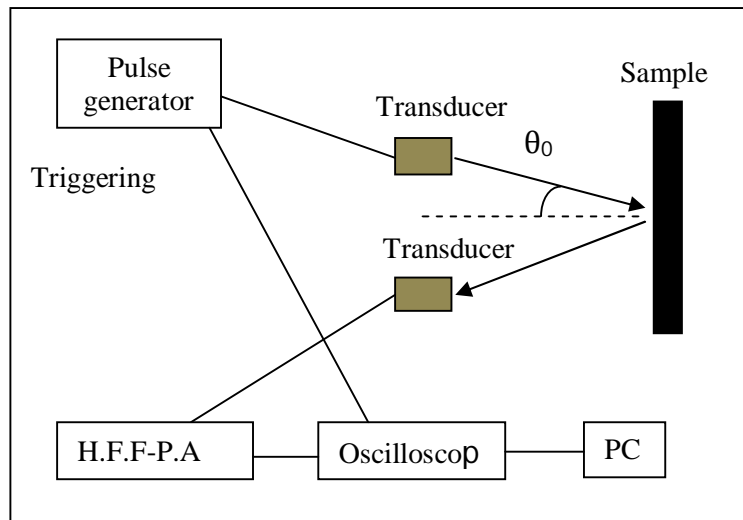 Pulse
generator
Sample
Transducer
θ0
Triggering
Transducer
H.F.F-P.A
Oscilloscop
PC